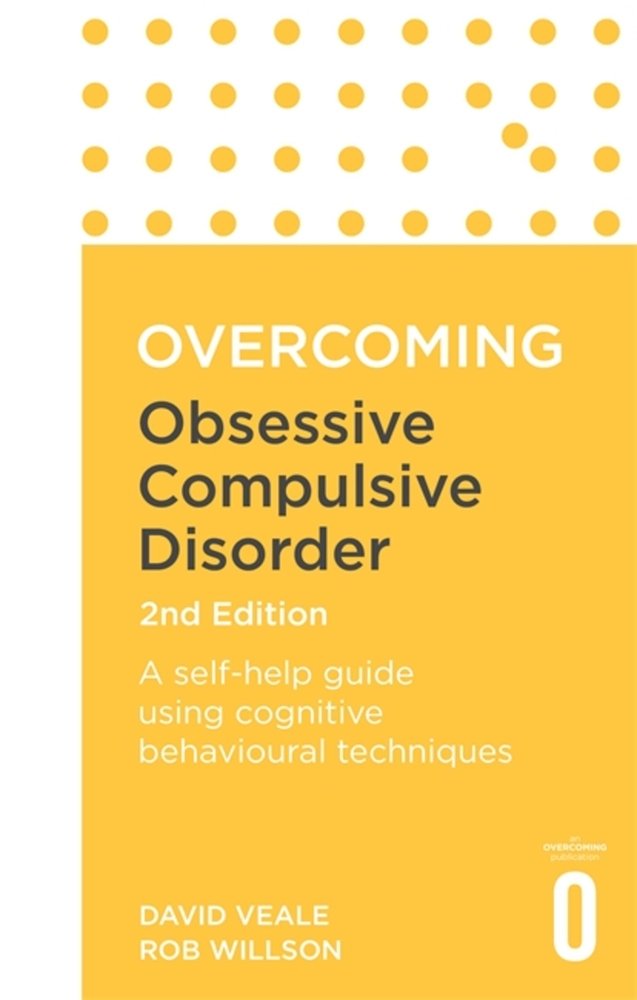 OVERCOMING
Obsessive
Compulsive
Disorder
2nd Edition
A self-help guide
using cognitive
behavioural techniques
an
OVERCOMING
publication
O
DAVID VEALE
ROB WILLSON